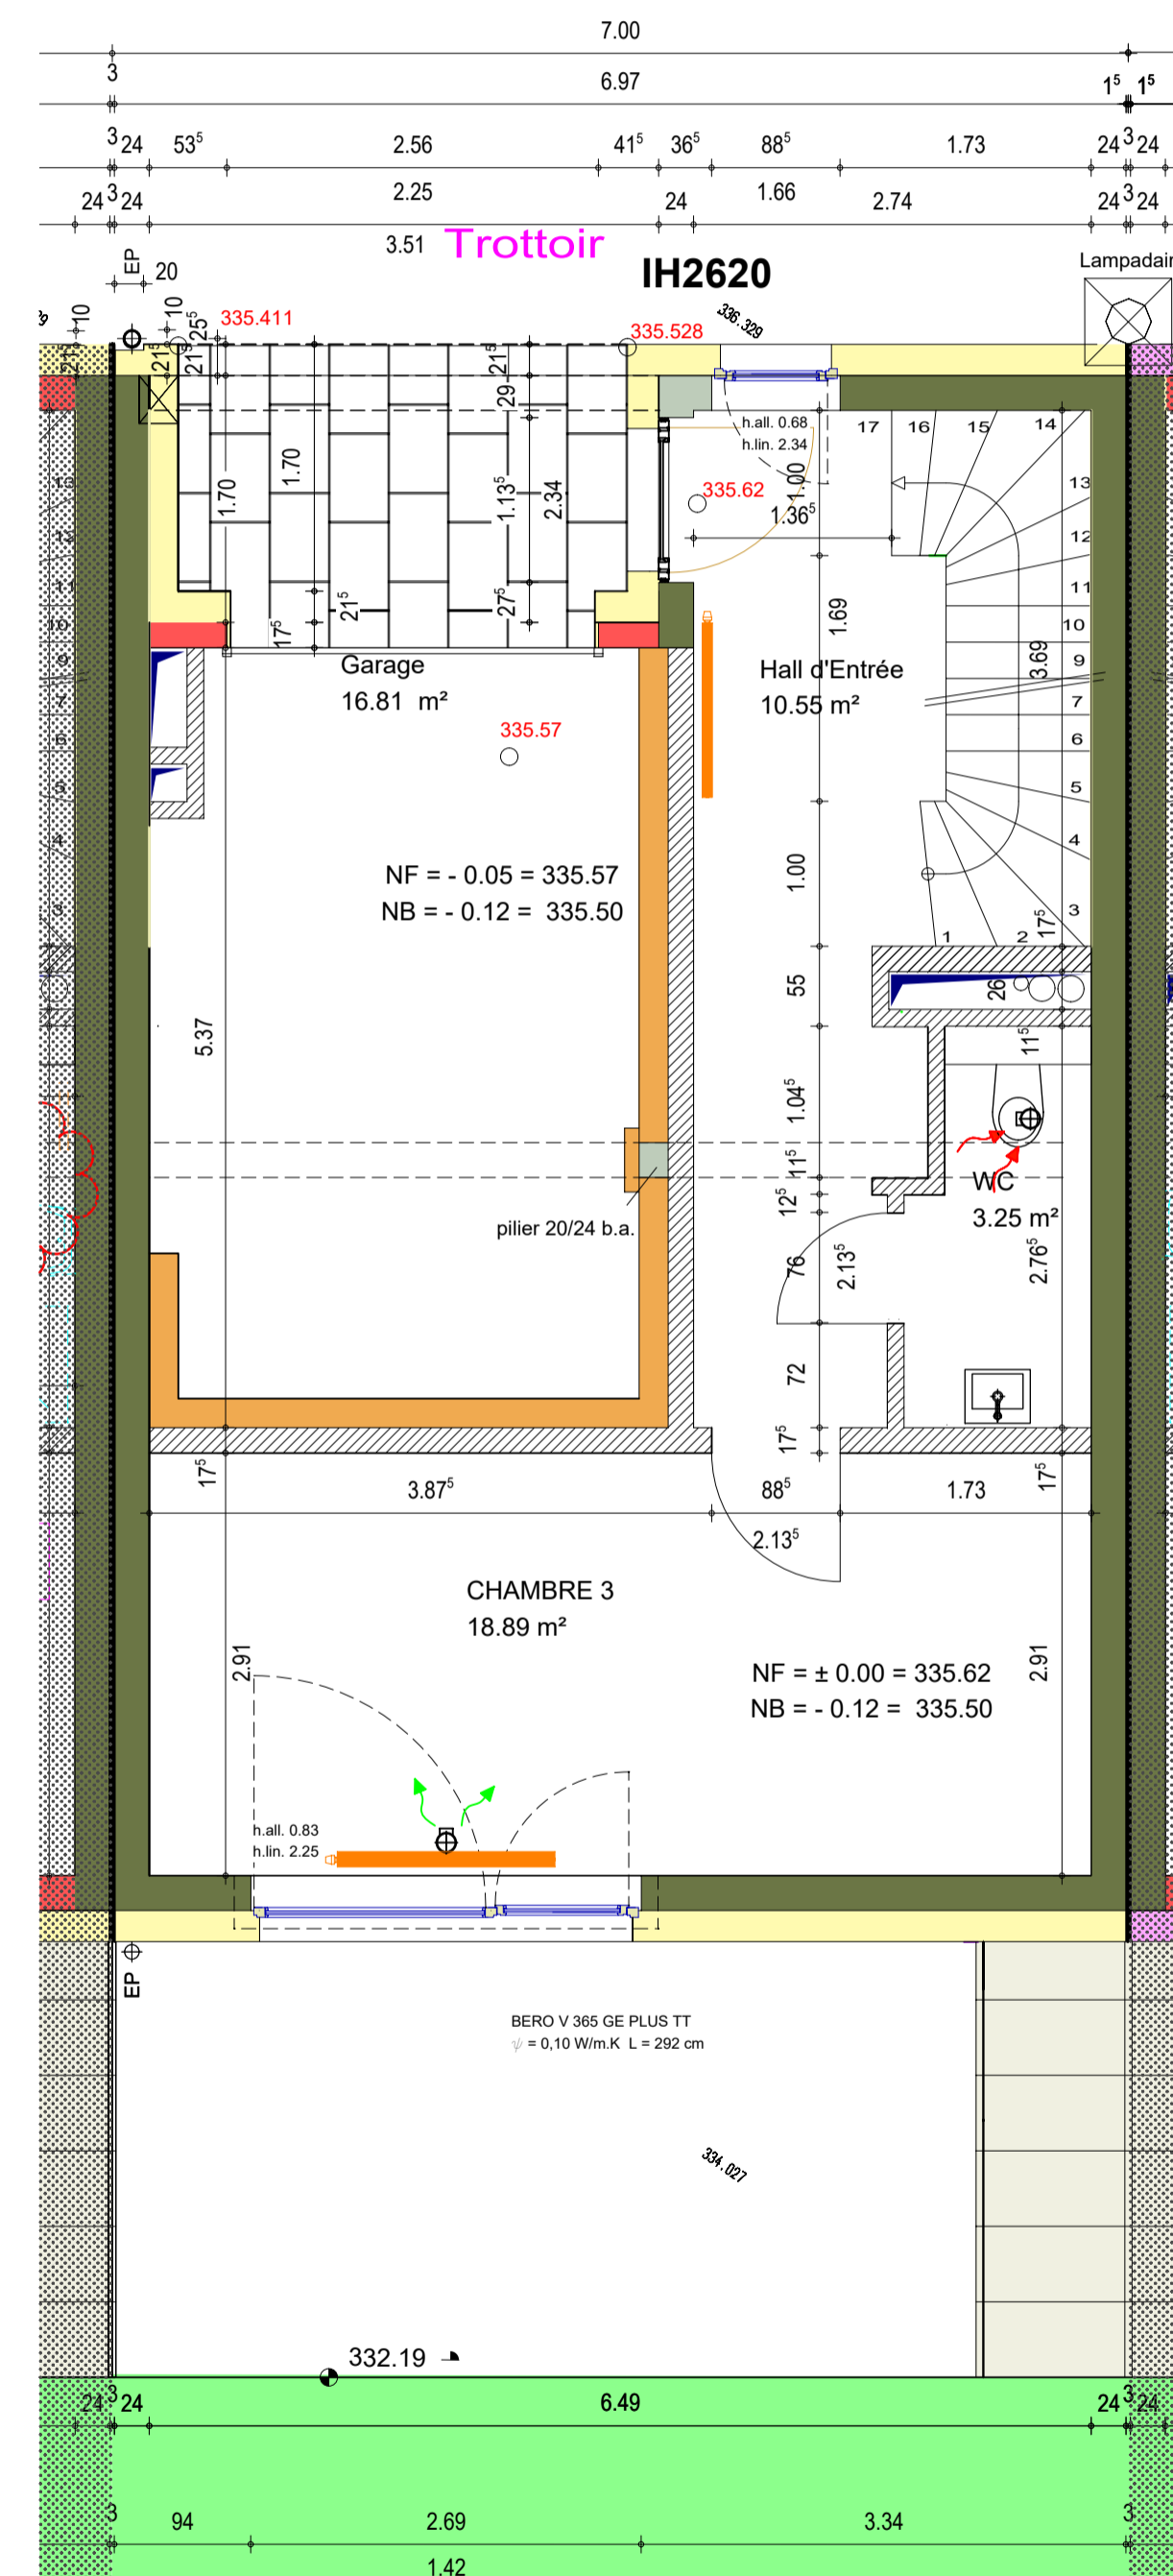 7.00
3
6.97
1⁵ 1⁵
3 24 53⁵ 2.56 41⁵ 36⁵ 88⁵ 1.73 24 3 24
24 3 24 2.25 24 1.66 2.74 24 3 24
3.51
Trottoir
IH2620
EP
20
Lampadair
10
10
25⁵
335.411
335.528
336.329
21⁵
21⁵
21⁵
21⁵
29
1.70
1.70
1.13⁵
2.34
27⁵
21⁵
17⁵
h.all. 0.68
h.lin. 2.34
1.00
335.62
1.36⁵
17 16 15 14
13
12
11
10
9
7
6
5
4
3
2
1
1.69
3.69
Garage
16.81 m²
Hall d'Entrée
10.55 m²
335.57
NF = - 0.05 = 335.57
NB = - 0.12 = 335.50
1.00
17⁵
55
26
5.37
11⁵
1.04⁵
11⁵
12⁵
WC
3.25 m²
pilier 20/24 b.a.
76
2.13⁵
2.76⁵
72
17⁵
17⁵
17⁵
3.87⁵ 88⁵ 1.73
2.13⁵
CHAMBRE 3
18.89 m²
2.91
2.91
NF = ± 0.00 = 335.62
NB = - 0.12 = 335.50
h.all. 0.83
h.lin. 2.25
EP
BERO V 365 GE PLUS TT
ψ = 0,10 W/m.K L = 292 cm
334.027
332.19
24 3 24 6.49 24 3 24
3 94 2.69 3.34 3
1.42